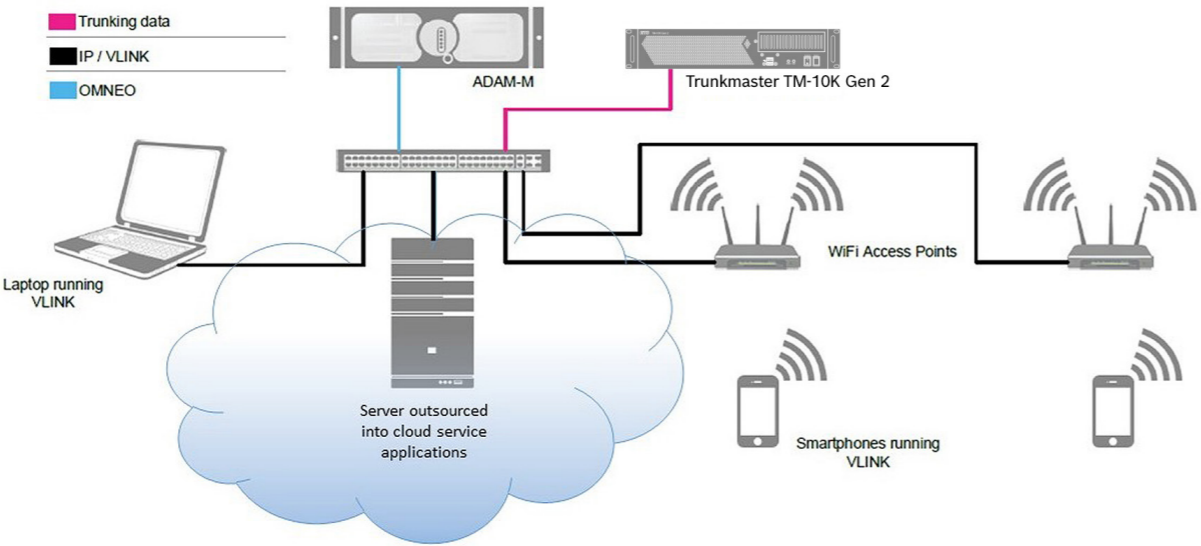 Trunking data
IP / VLINK
OMNEO
ADAM-M
Trunkmaster TM-10K Gen 2
Laptop running
VLINK
WiFi Access Points
Server outsourced
into cloud service
applications
Smartphones running
VLINK